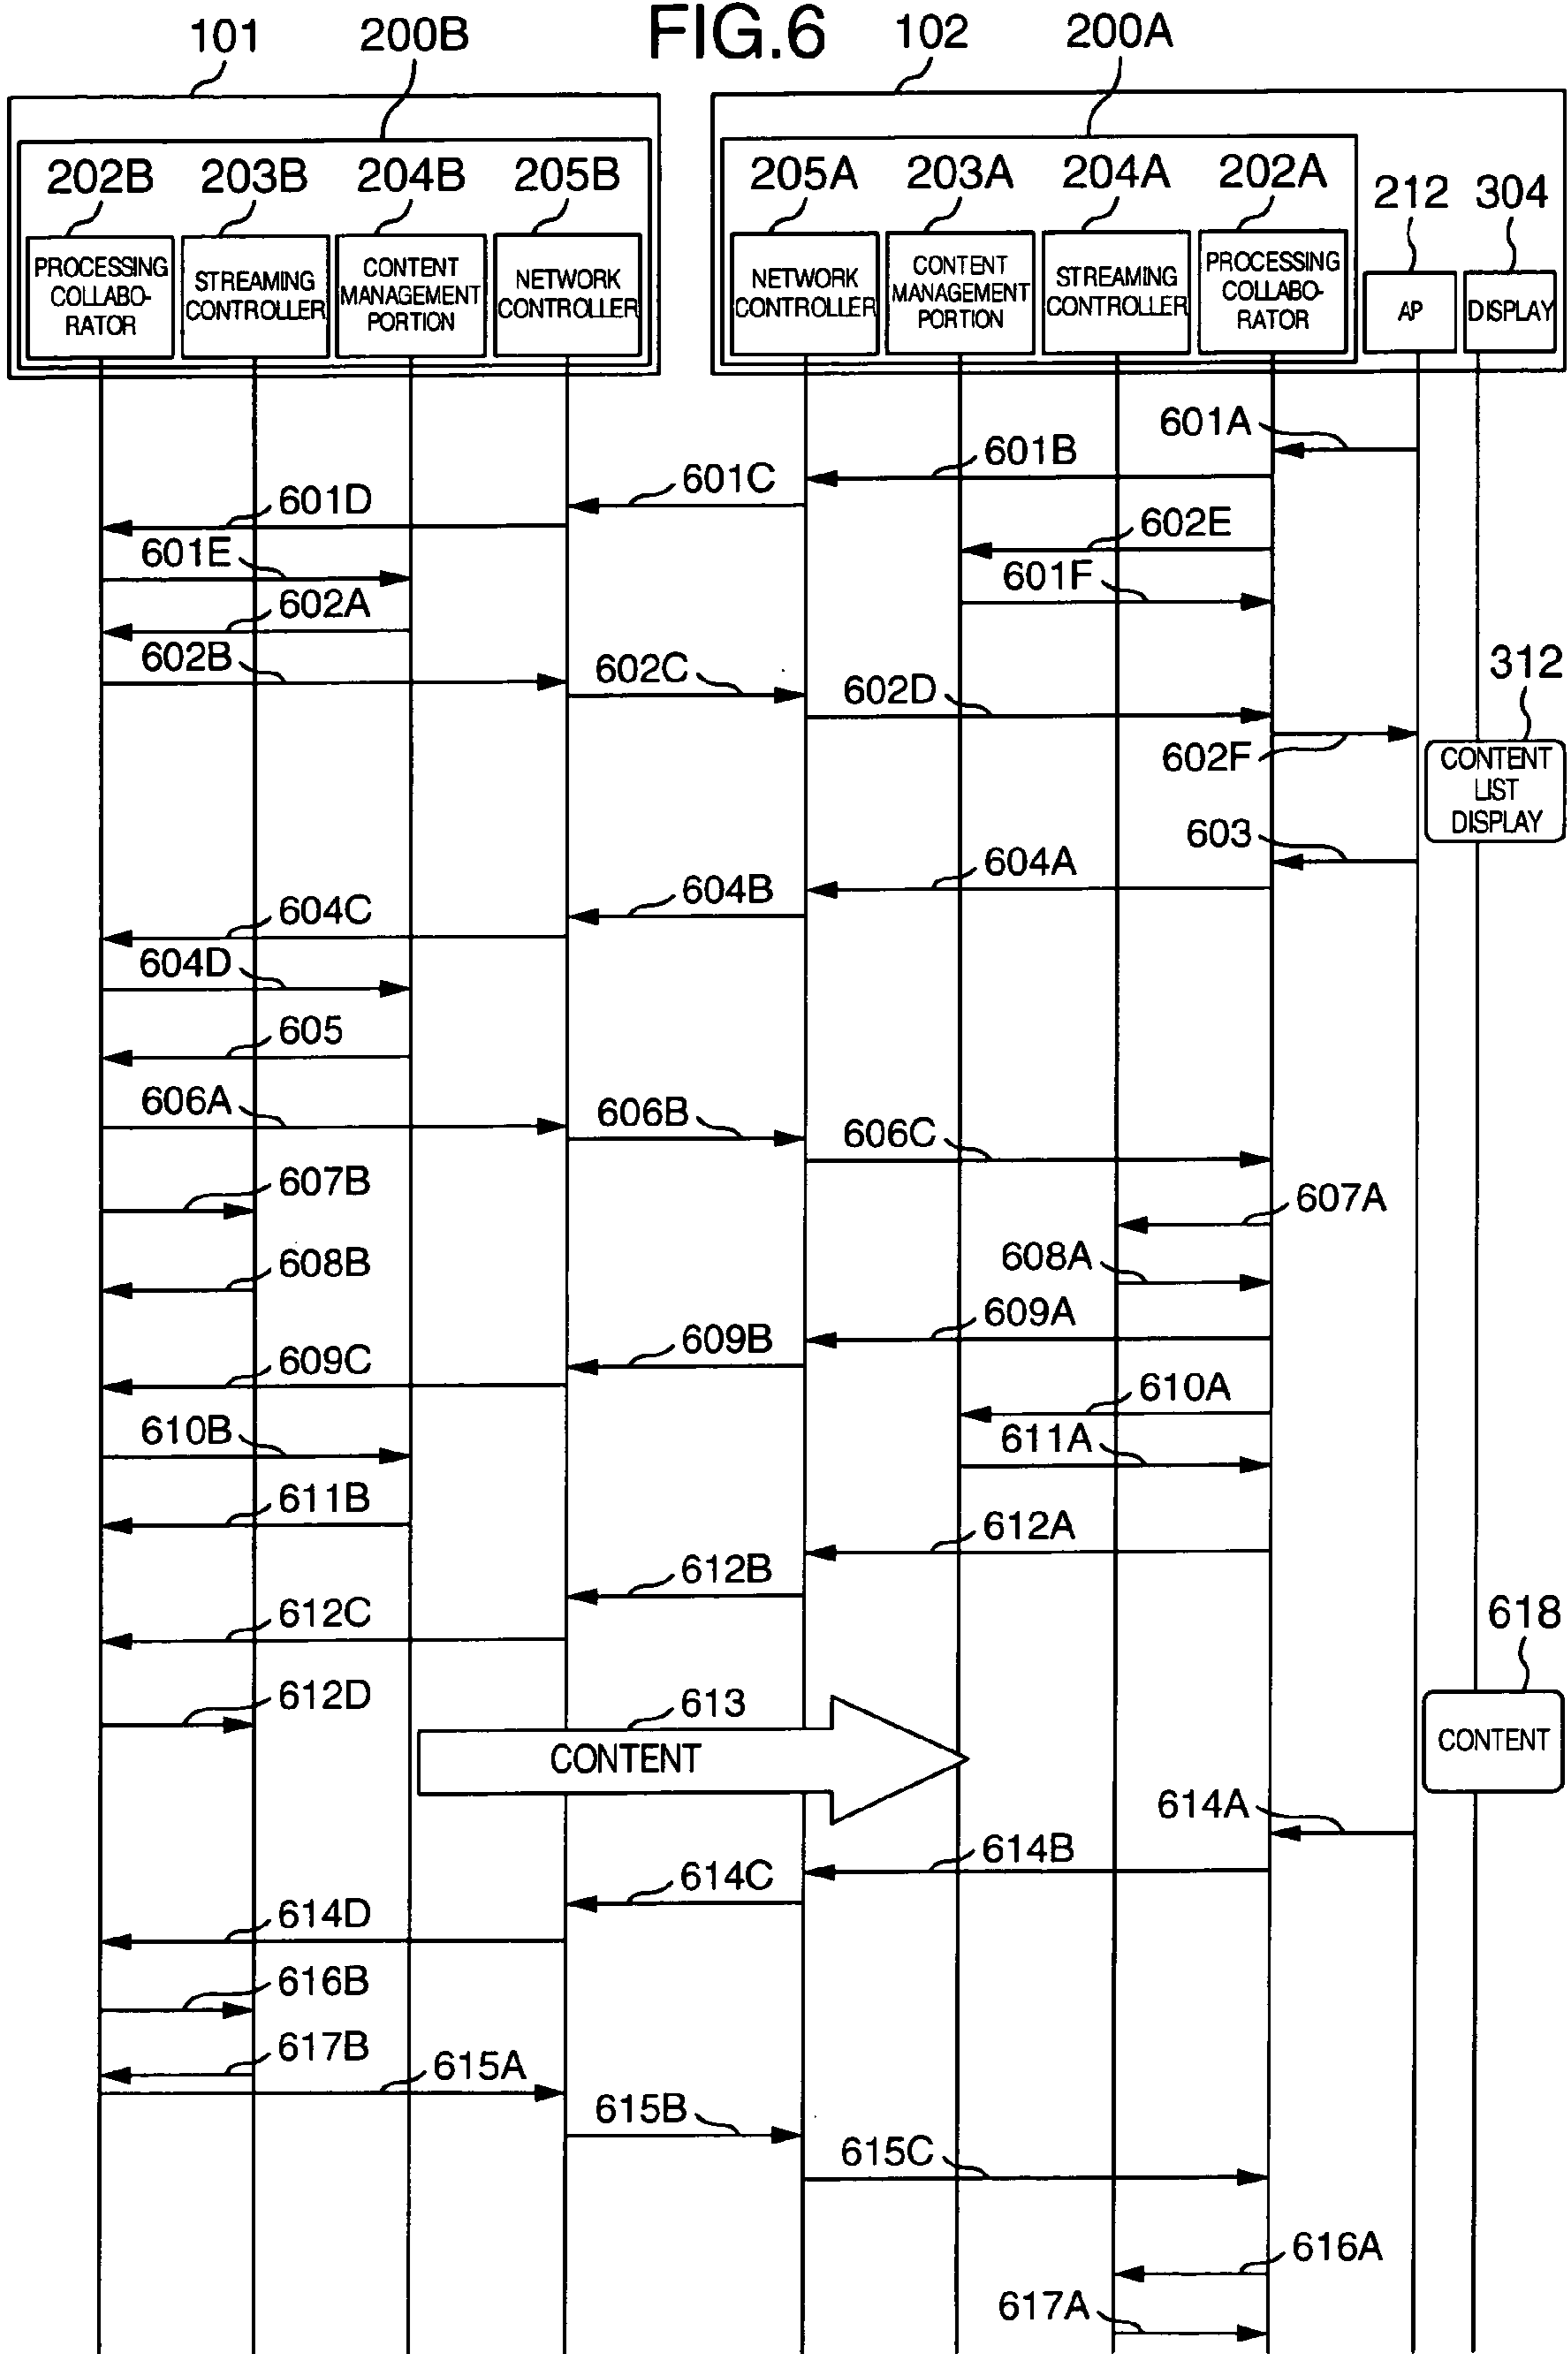 FIG.6
101
200B
102
200A
202B
203B
204B
205B
205A
203A
204A
202A
212
304
PROCESSING
COLLABO-
RATOR
STREAMING
CONTROLLER
CONTENT
MANAGEMENT
PORTION
NETWORK
CONTROLLER
NETWORK
CONTROLLER
CONTENT
MANAGEMENT
PORTION
STREAMING
CONTROLLER
PROCESSING
COLLABO-
RATOR
AP
DISPLAY
601A
601B
601C
601D
602E
601E
601F
602A
602B
602C
602D
312
602F
CONTENT
LIST
DISPLAY
603
604A
604B
604C
604D
605
606A
606B
606C
607B
607A
608B
608A
609A
609B
609C
610A
610B
611A
611B
612A
612B
612C
618
612D
613
CONTENT
CONTENT
614A
614B
614C
614D
616B
617B
615A
615B
615C
616A
617A